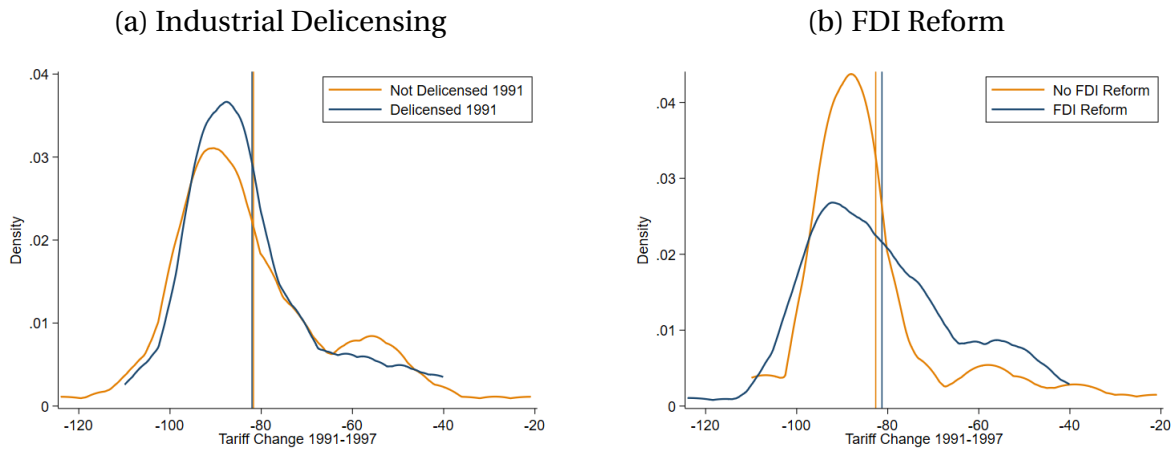 (a) Industrial Delicensing
.04
.03
.02
.01
0
Density
-120
-100
-80
-60
-40
-20
Tariff Change 1991-1997
Not Delicensed 1991
Delicensed 1991
(b) FDI Reform
.04
.03
.02
.01
0
Density
-120
-100
-80
-60
-40
-20
Tariff Change 1991-1997
No FDI Reform
FDI Reform